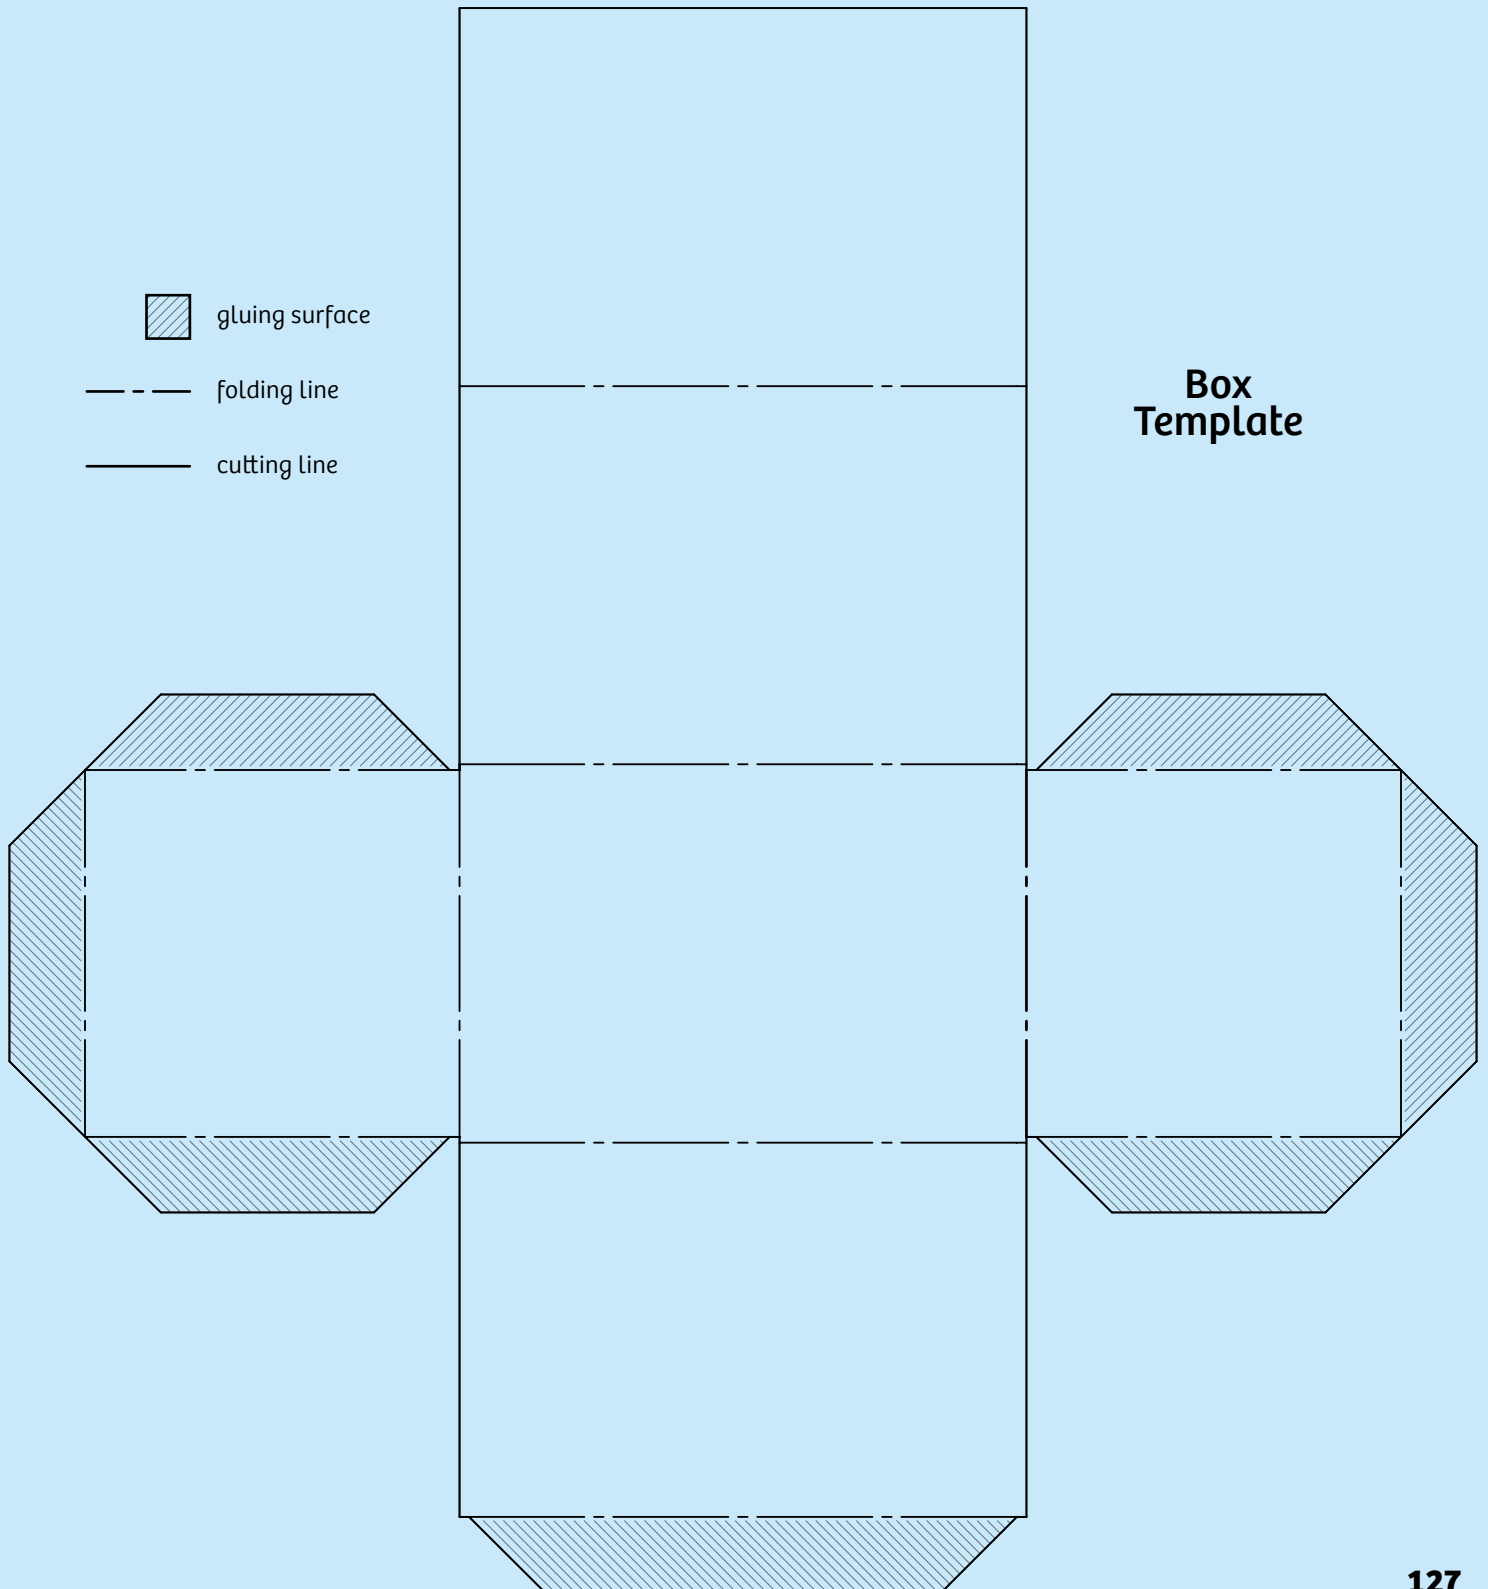 gluing surface
folding line
cutting line
Box
Template
127